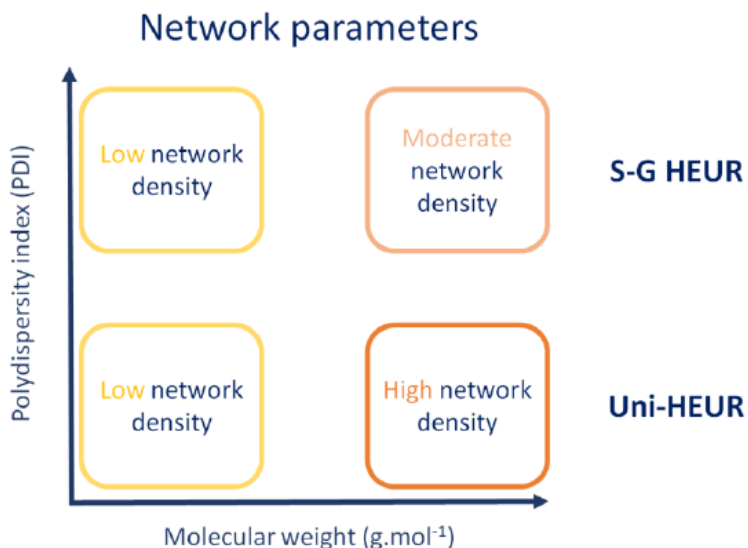 Network parameters
Polydispersity index (PDI)
Low network
density
Moderate
network
density
S-G HEUR
Low network
density
High network
density
Uni-HEUR
Molecular weight (g.mol⁻¹)